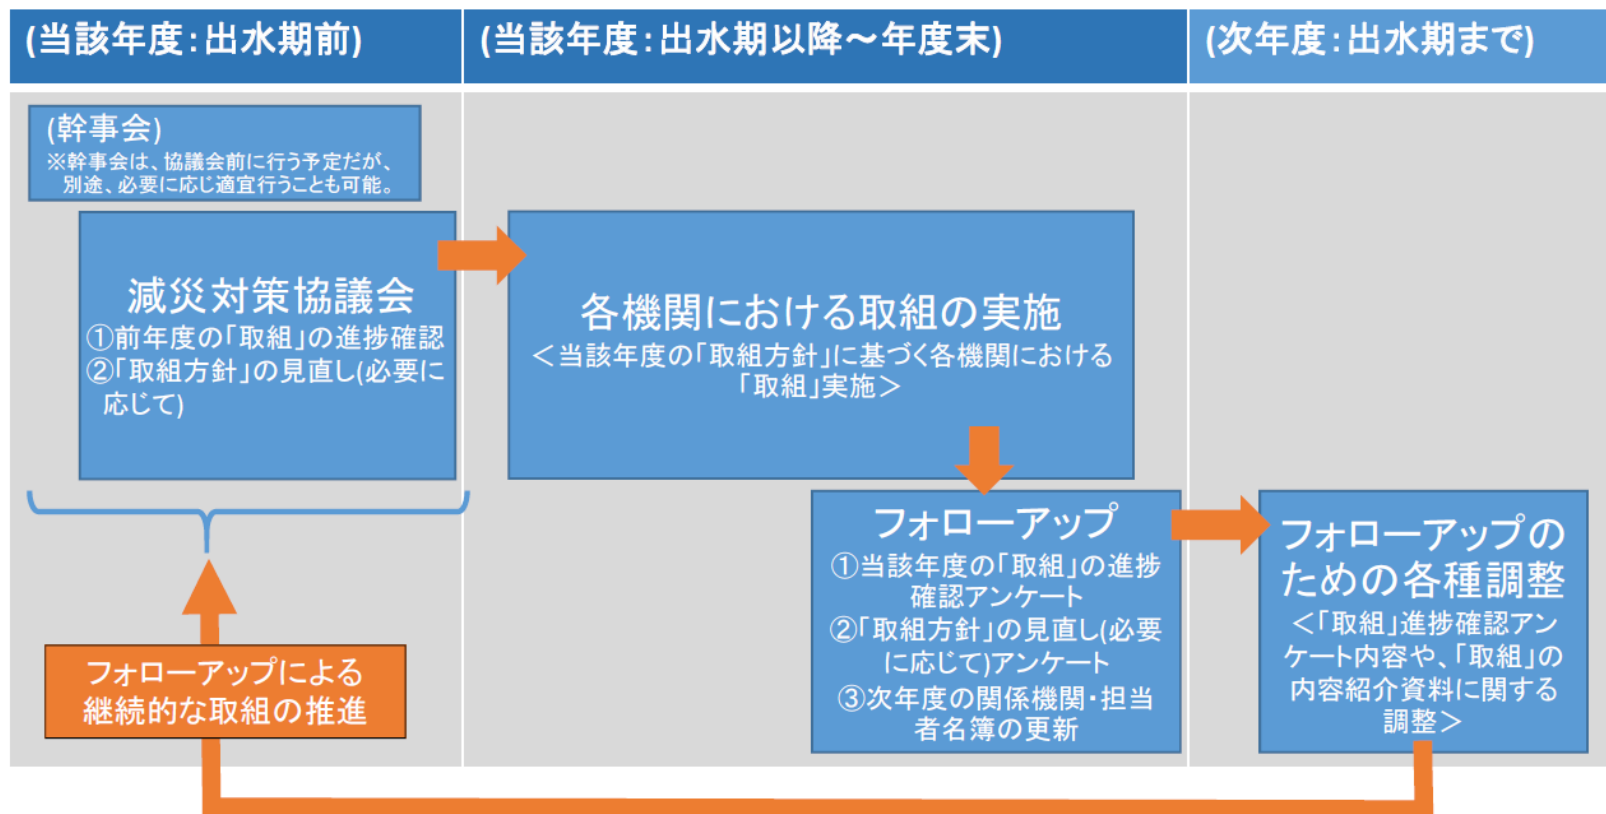 (当該年度：出水期前)
(当該年度：出水期以降～年度末)
(次年度：出水期まで)
(幹事会)
※幹事会は、協議会前に行う予定だが、
別途、必要に応じ適宜行うことも可能。
減災対策協議会
①前年度の「取組」の進捗確認
②「取組方針」の見直し(必要に
応じて)
各機関における取組の実施
＜当該年度の「取組方針」に基づく各機関における
「取組」実施＞
フォローアップ
①当該年度の「取組」の進捗
確認アンケート
②「取組方針」の見直し(必要
に応じて)アンケート
③次年度の関係機関・担当
者名簿の更新
フォローアップの
ための各種調整
＜「取組」進捗確認アン
ケート内容や、「取組」の
内容紹介資料に関する
調整＞
フォローアップによる
継続的な取組の推進